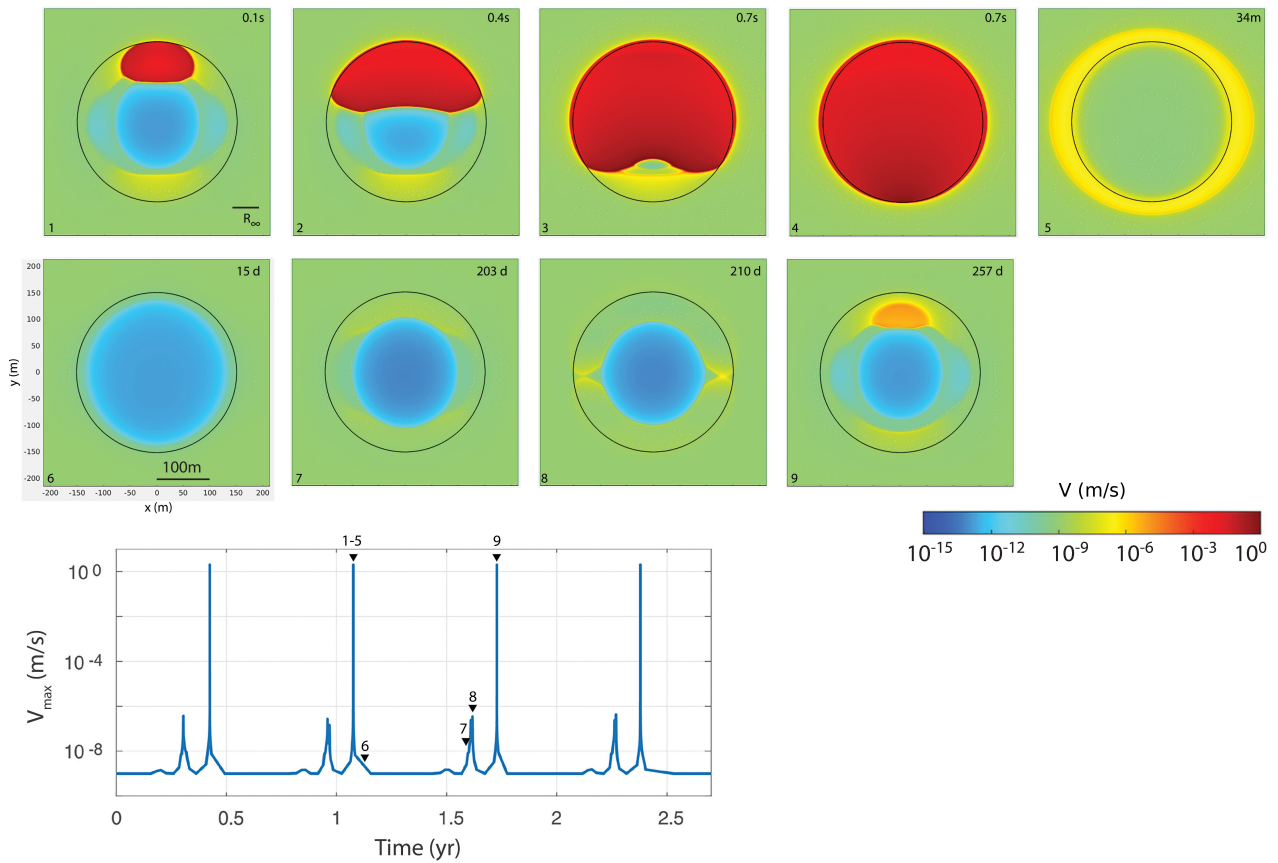 0.1s
0.4s
0.7s
0.7s
34m
R∞
1
2
3
4
5
15 d
203 d
210 d
257 d
200
150
100
50
0
-50
-100
-150
-200
y (m)
100m
6
7
8
9
-200 -150 -100 -50 0 50 100 150 200
x (m)
V (m/s)
10-15 10-12 10-9 10-6 10-3 100
1-5
9
8
7
6
10 0
10 -4
10 -8
Vmax (m/s)
0 0.5 1 1.5 2 2.5
Time (yr)